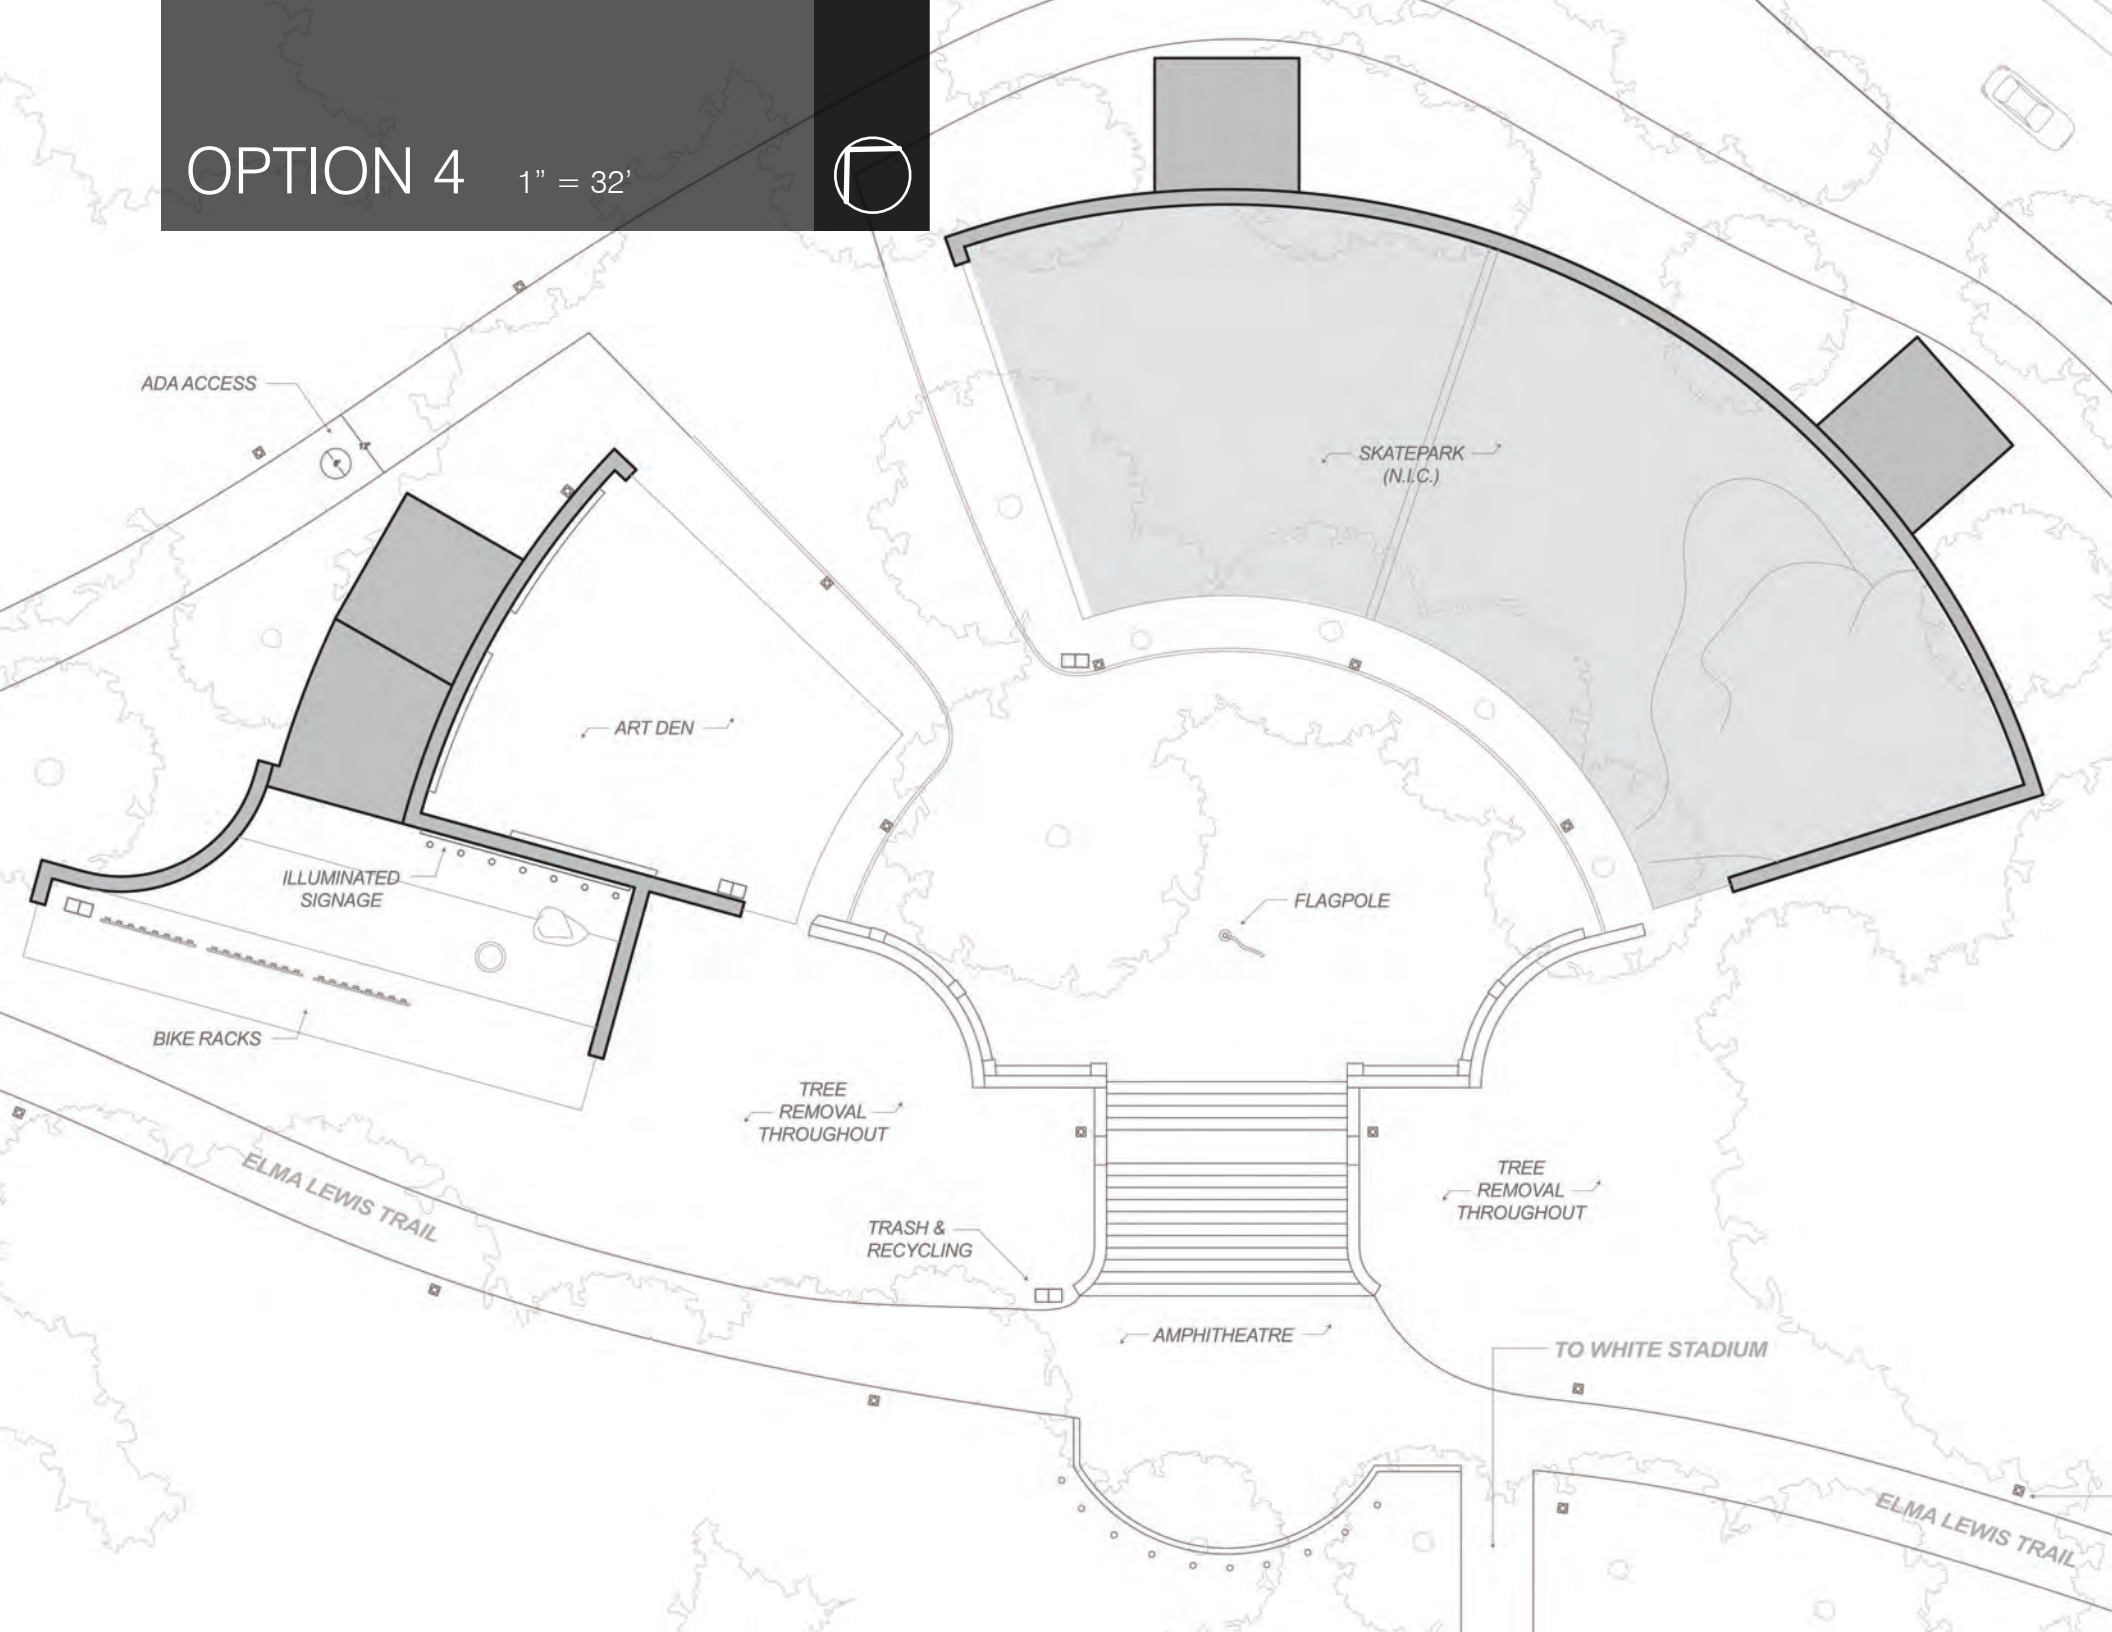 OPTION 4 1” = 32’
ADA ACCESS
12'
SKATEPARK
(N.I.C.)
ART DEN
ILLUMINATED
SIGNAGE
FLAGPOLE
BIKE RACKS
TREE
REMOVAL
THROUGHOUT
ELMA LEWIS TRAIL
TREE
REMOVAL
THROUGHOUT
TRASH &
RECYCLING
AMPHITHEATRE
TO WHITE STADIUM
ELMA LEWIS TRAIL